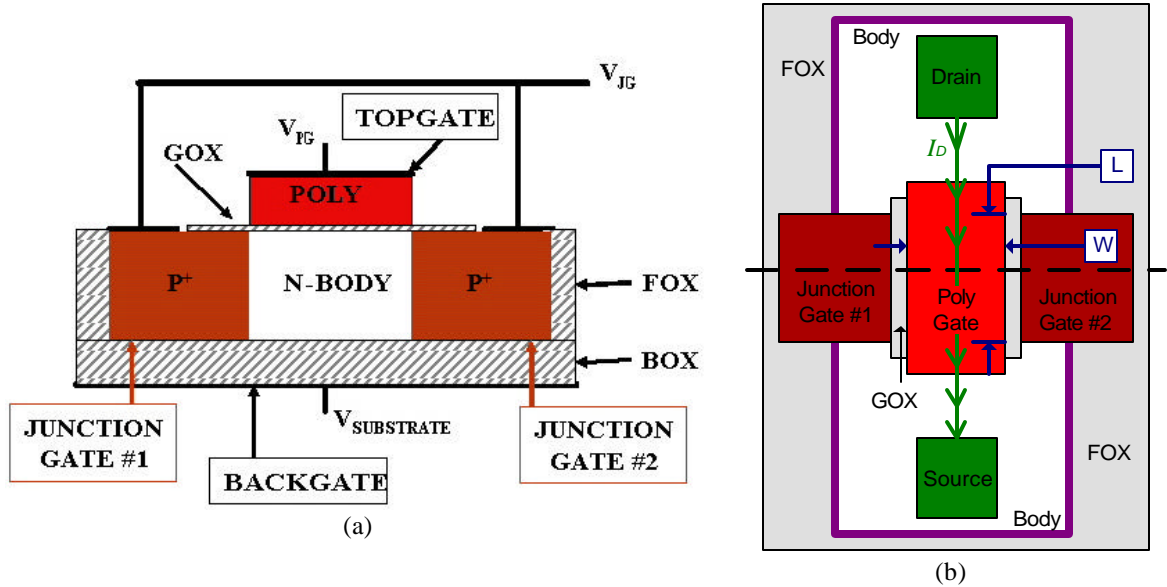 V_JG
TOPGATE
V_PG
GOX
POLY
P+
N-BODY
P+
FOX
BOX
V_SUBSTRATE
JUNCTION
GATE #1
BACKGATE
JUNCTION
GATE #2
(a)
Body
FOX
Drain
I_D
L
W
Junction
Gate #1
Poly
Gate
Junction
Gate #2
GOX
FOX
Source
Body
(b)